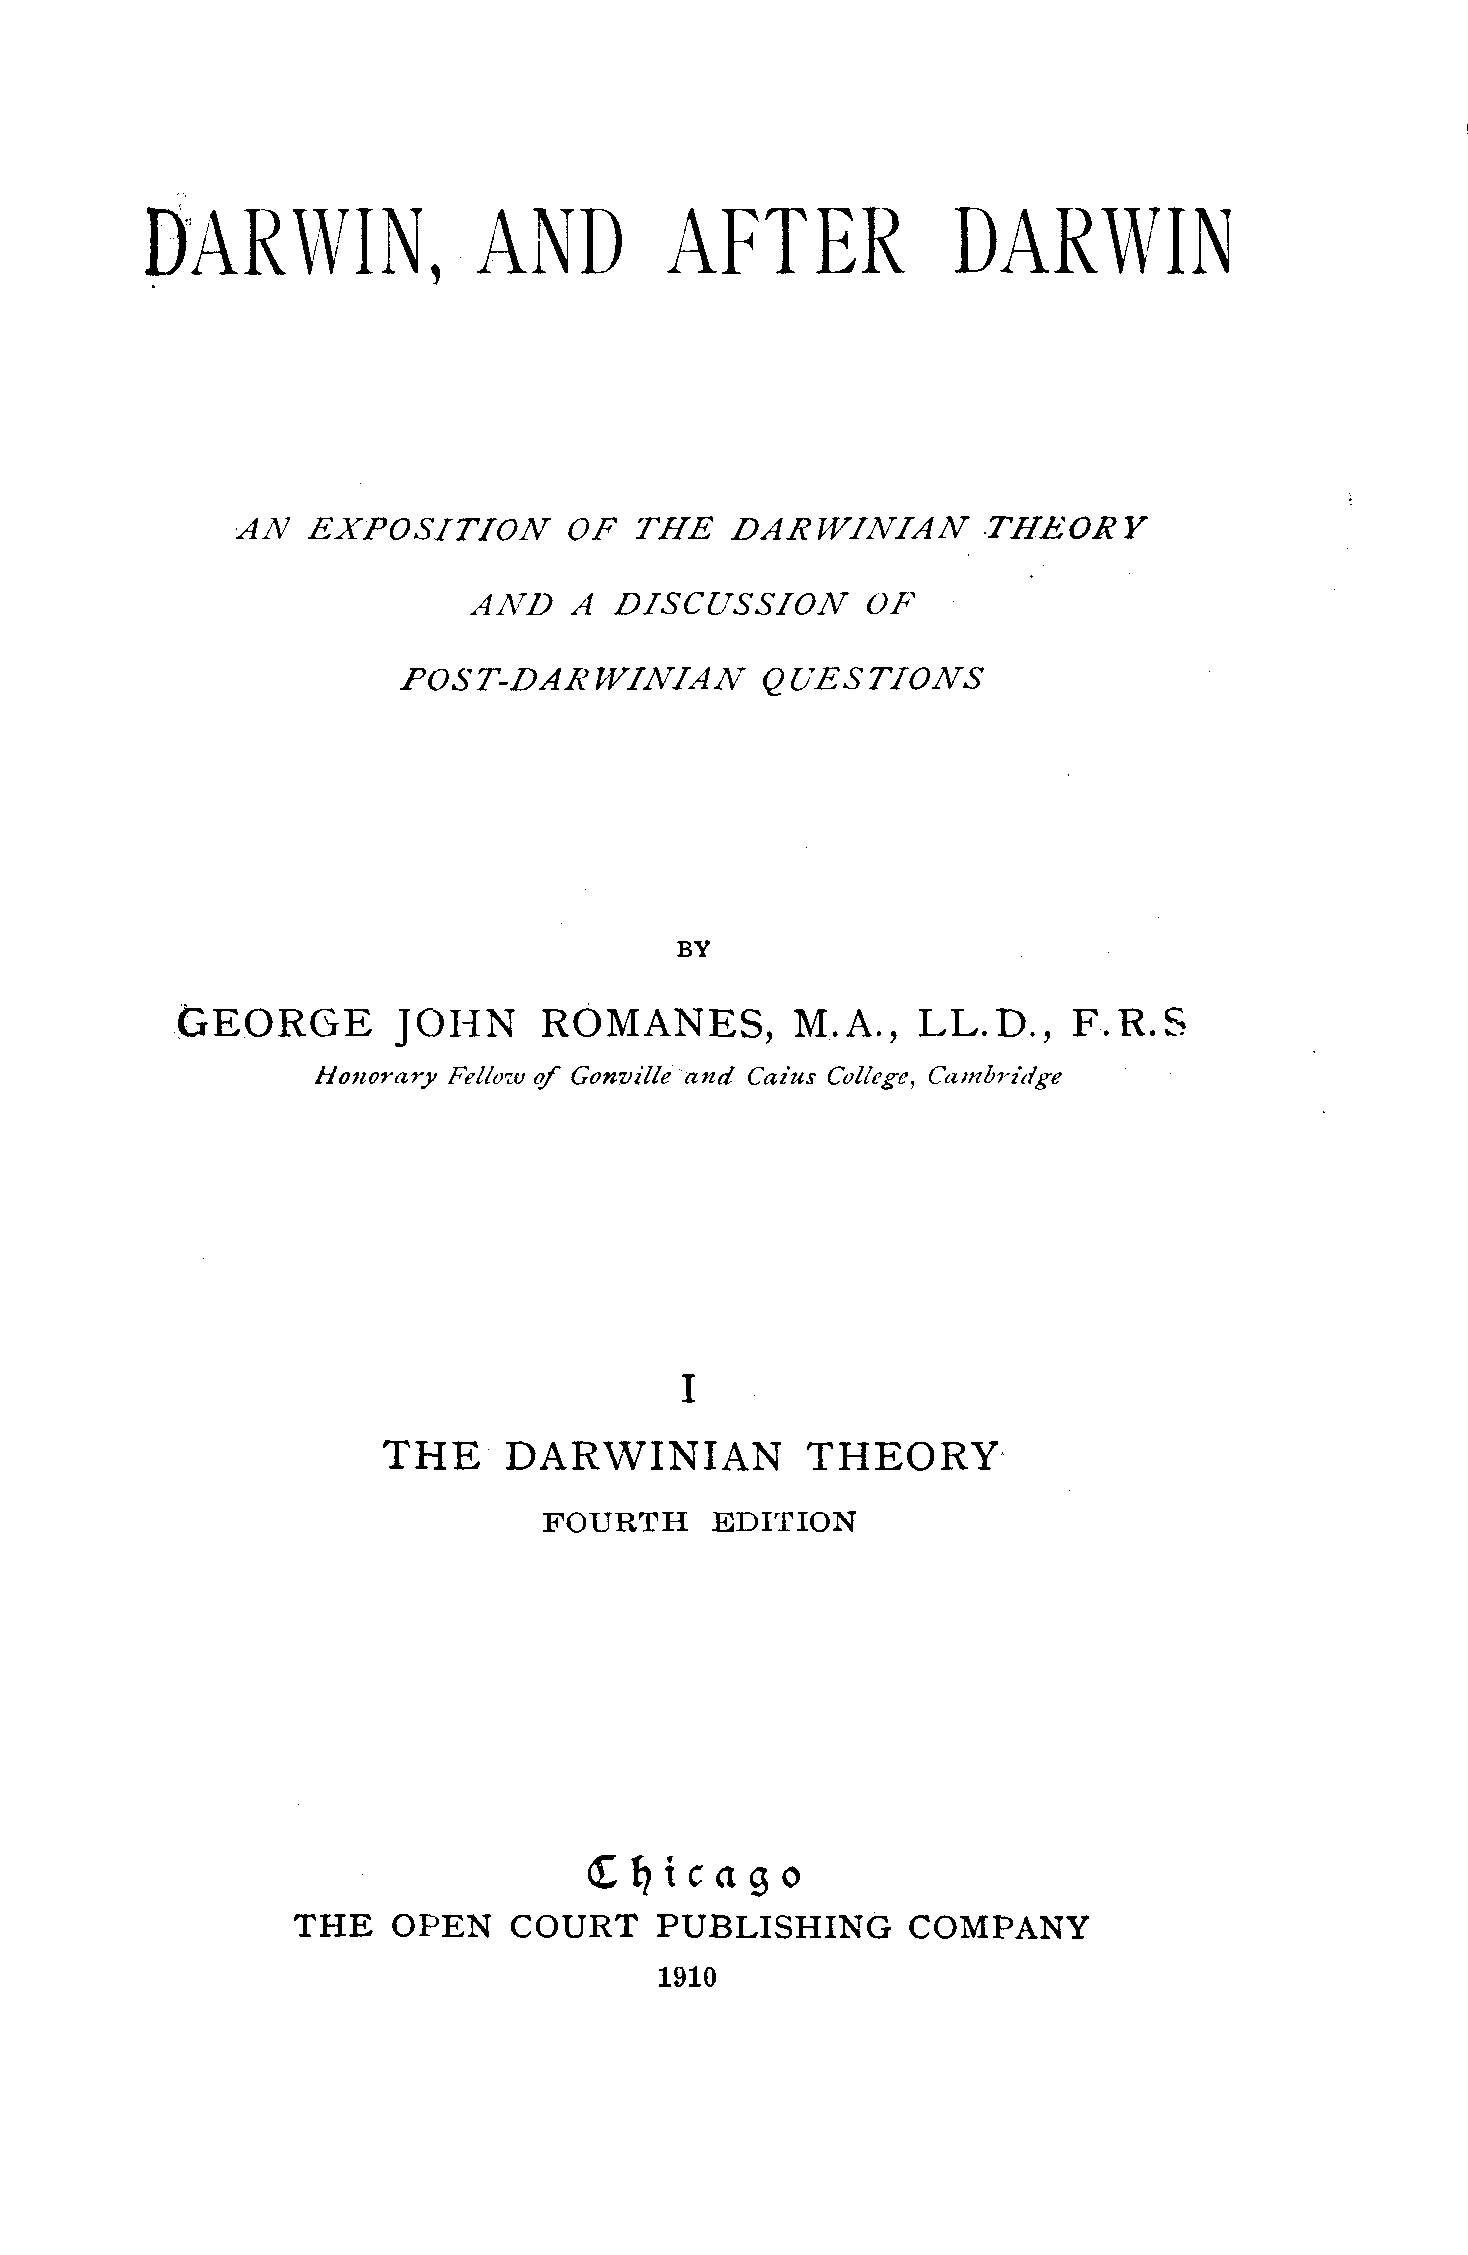 DARWIN, AND AFTER DARWIN
AN EXPOSITION OF THE DARWINIAN THEORY
AND A DISCUSSION OF
POST-DARWINIAN QUESTIONS
BY
GEORGE JOHN ROMANES, M.A., LL.D., F.R.S
Honorary Fellow of Gonville and Caius College, Cambridge
I
THE DARWINIAN THEORY
FOURTH EDITION
Chicago
THE OPEN COURT PUBLISHING COMPANY
1910